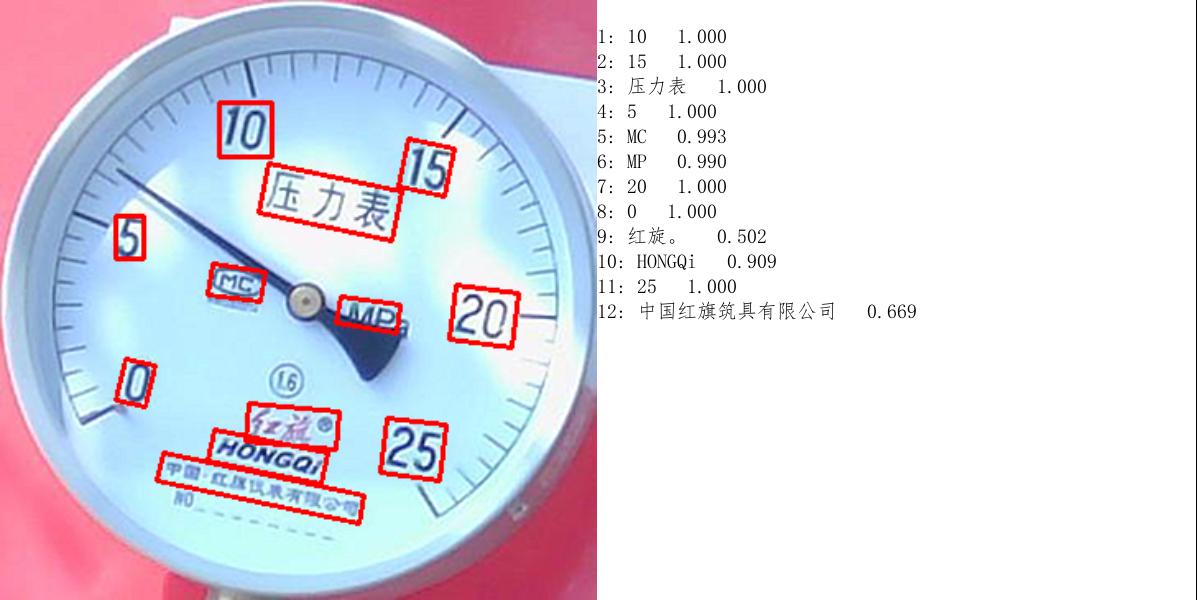 10
15
压力表
5
MC
MPa
20
0
1.6
红旗®
HONGQi
25
中国·红旗仪表有限公司
NO
1: 10 1.000
2: 15 1.000
3: 压力表 1.000
4: 5 1.000
5: MC 0.993
6: MP 0.990
7: 20 1.000
8: 0 1.000
9: 红旋。 0.502
10: HONGQi 0.909
11: 25 1.000
12: 中国红旗筑具有限公司 0.669